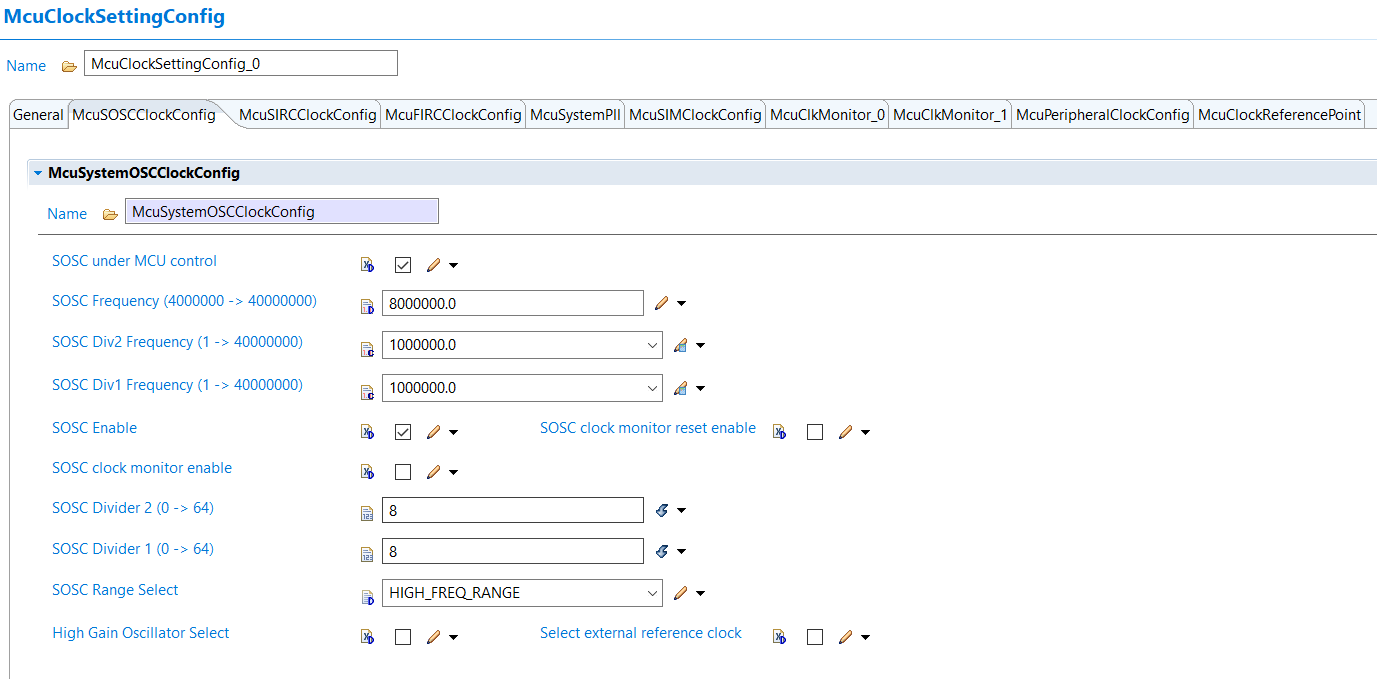 McuClockSettingConfig
Name McuClockSettingConfig_0
General McuSOSCClockConfig McuSIRCClockConfig McuFIRCClockConfig McuSystemPll McuSIMClockConfig McuClkMonitor_0 McuClkMonitor_1 McuPeripheralClockConfig McuClockReferencePoint
McuSystemOSCClockConfig
Name McuSystemOSCClockConfig
SOSC under MCU control
SOSC Frequency (4000000 -> 40000000) 8000000.0
SOSC Div2 Frequency (1 -> 40000000) 1000000.0
SOSC Div1 Frequency (1 -> 40000000) 1000000.0
SOSC Enable SOSC clock monitor reset enable
SOSC clock monitor enable
SOSC Divider 2 (0 -> 64) 8
SOSC Divider 1 (0 -> 64) 8
SOSC Range Select HIGH_FREQ_RANGE
High Gain Oscillator Select Select external reference clock